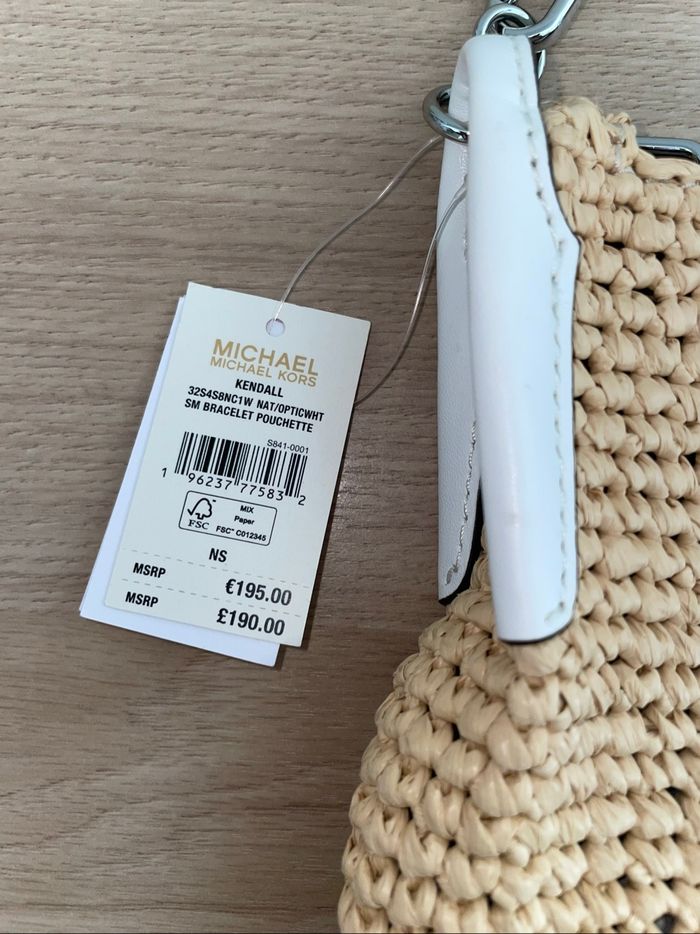 MICHAEL
MICHAEL KORS
KENDALL
32S4S8NC1W NAT/OPTICWHT
SM BRACELET POUCHETTE
S841-0001
1 96237 77583 2
FSC
MIX
Paper
FSC™ C012345
NS
MSRP €195.00
MSRP £190.00